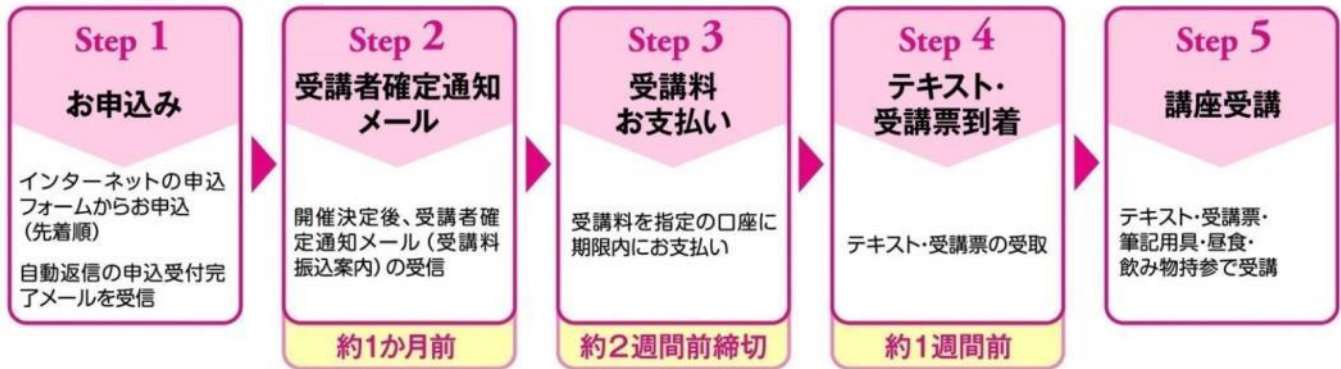 Step 1
お申込み
インターネットの申込
フォームからお申込
(先着順)
自動返信の申込受付完
了メールを受信
Step 2
受講者確定通知
メール
開催決定後、受講者確
定通知メール(受講料
振込案内)の受信
約1か月前
Step 3
受講料
お支払い
受講料を指定の口座に
期限内にお支払い
約2週間前締切
Step 4
テキスト・
受講票到着
テキスト・受講票の受取
約1週間前
Step 5
講座受講
テキスト・受講票・
筆記用具・昼食・
飲み物持参で受講